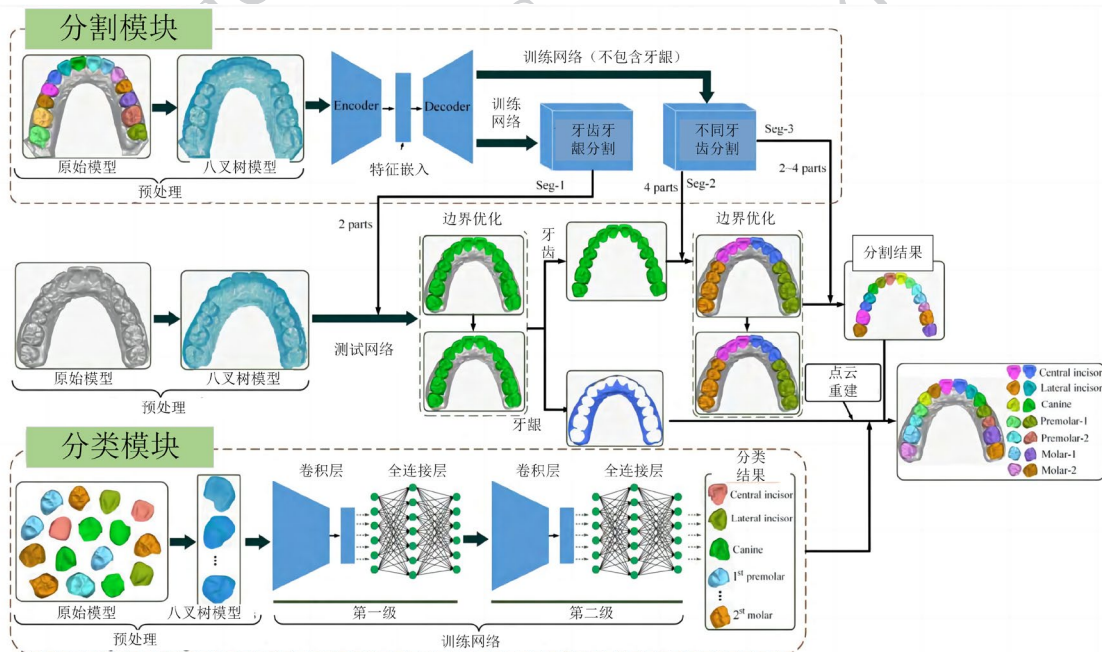 分割模块
原始模型
八叉树模型
预处理
Encoder
Decoder
特征嵌入
训练网络（不包含牙龈）
训练
网络
牙齿牙
龈分割
不同牙
齿分割
Seg-1
Seg-2
Seg-3
2 parts
4 parts
2~4 parts
原始模型
八叉树模型
预处理
测试网络
边界优化
牙
齿
牙龈
边界优化
分割结果
点云
重建
Central incisor
Lateral incisor
Canine
Premolar-1
Premolar-2
Molar-1
Molar-2
分类模块
原始模型
八叉树模型
预处理
卷积层
全连接层
第一级
卷积层
全连接层
第二级
训练网络
分类
结果
Central incisor
Lateral incisor
Canine
1st premolar
2st molar